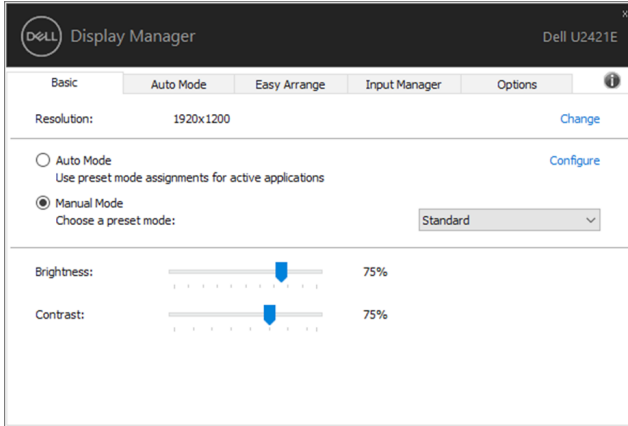 DELL Display Manager
Dell U2421E
x
Basic Auto Mode Easy Arrange Input Manager Options i
Resolution: 1920x1200 Change
Auto Mode Configure
Use preset mode assignments for active applications
Manual Mode
Choose a preset mode: Standard
Brightness: 75%
Contrast: 75%